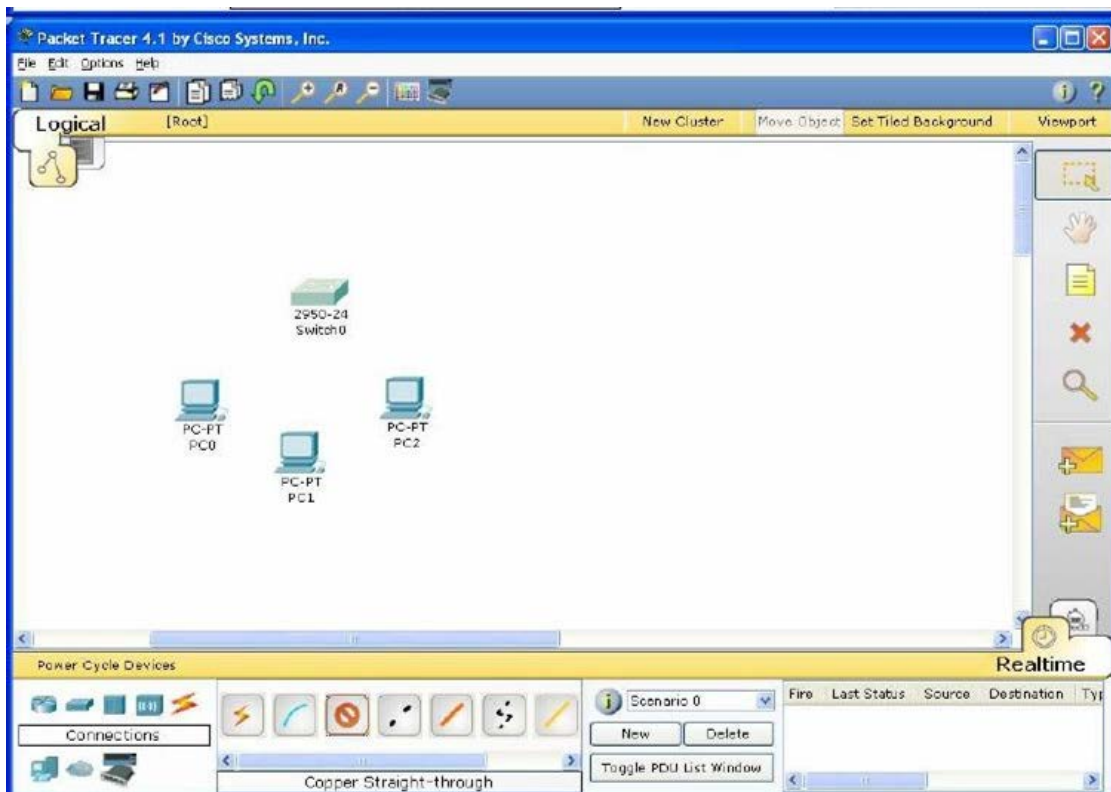 Packet Tracer 4.1 by Cisco Systems, Inc.
File Edit Options Help
Logical [Root] New Cluster Move Object Set Tiled Background Viewport
2950-24
Switch0
PC-PT
PC0
PC-PT
PC2
PC-PT
PC1
Power Cycle Devices
Realtime
Connections
Copper Straight-through
Scenario 0
New Delete
Toggle PDU List Window
Fire Last Status Source Destination Typ